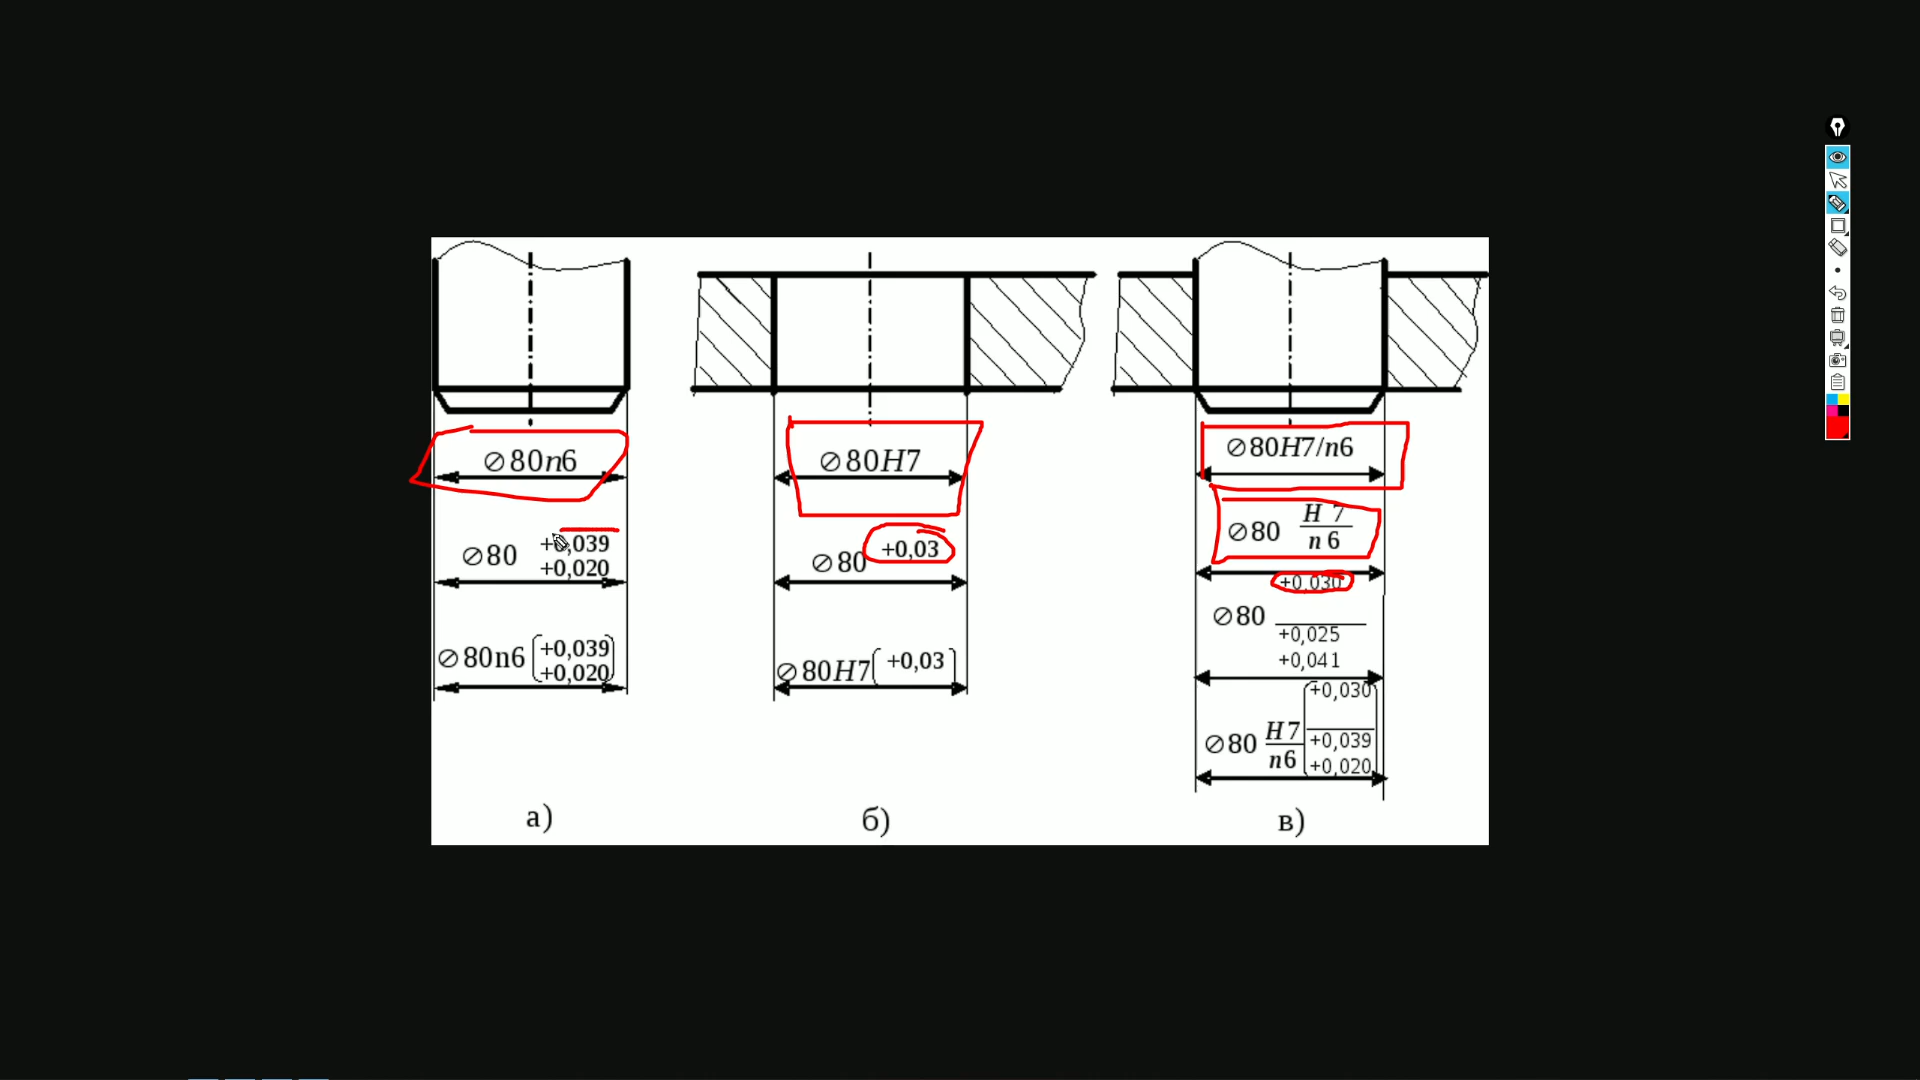 ⌀80n6
⌀80 +0,039
+0,020
⌀80n6 (+0,039
+0,020)
а)
⌀80H7
⌀80 +0,03
⌀80H7(+0,03)
б)
⌀80H7/n6
⌀80 H7
n6
+0,030
⌀80
+0,025
+0,041
(+0,030
⌀80 H7
n6
+0,039
+0,020)
в)